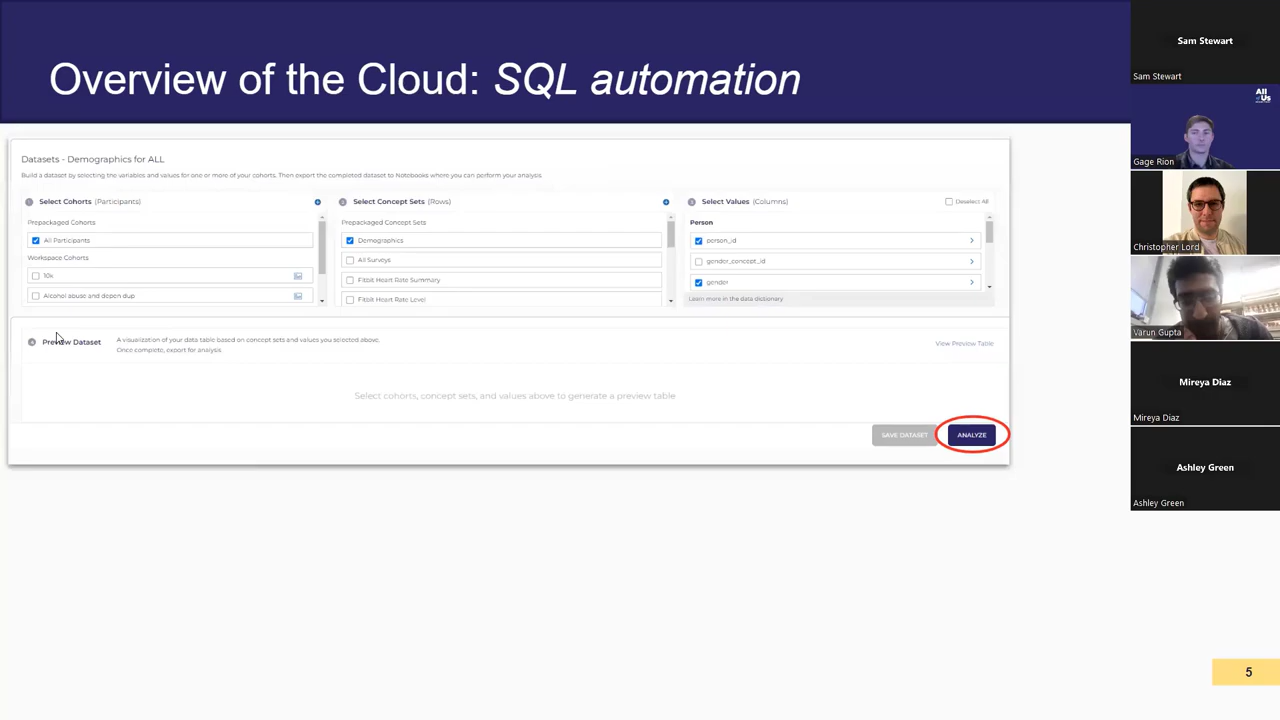 Overview of the Cloud: SQL automation
Datasets - Demographics for ALL
Build a dataset by selecting the variables and values for one or more of your cohorts. Then export the completed dataset to Notebooks where you can perform your analysis.
Select Cohorts (Participants)
Prepackaged Cohorts
All Participants
Workspace Cohorts
10k
Alcohol abuse and depen dup
Select Concept Sets (Rows)
Prepackaged Concept Sets
Demographics
All Surveys
Fitbit Heart Rate Summary
Fitbit Heart Rate Level
Select Values (Columns)
Deselect All
Person
person_id
gender_concept_id
gender
Learn more in the data dictionary
4 Preview Dataset
A visualization of your data table based on concept sets and values you selected above.
Once complete, export for analysis
View Preview Table
Select cohorts, concept sets, and values above to generate a preview table
SAVE DATASET
ANALYZE
5
Sam Stewart
Sam Stewart
All
of Us
Gage Rion
Christopher Lord
Varun Gupta
Mireya Diaz
Mireya Diaz
Ashley Green
Ashley Green